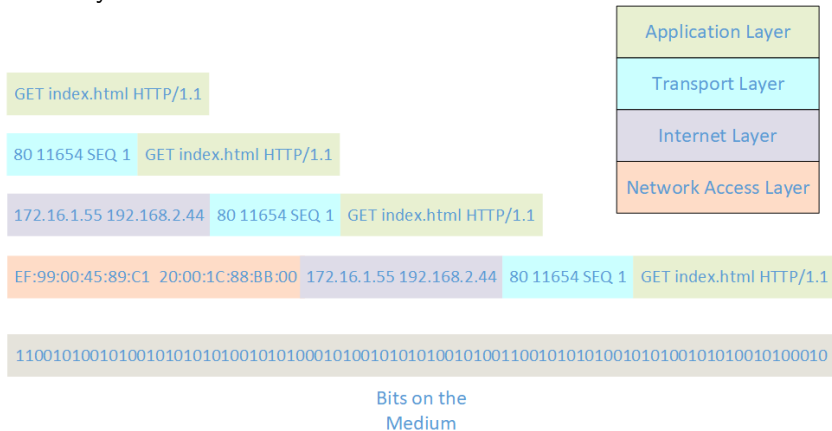 Application Layer
Transport Layer
Internet Layer
Network Access Layer
GET index.html HTTP/1.1
80 11654 SEQ 1 GET index.html HTTP/1.1
172.16.1.55 192.168.2.44 80 11654 SEQ 1 GET index.html HTTP/1.1
EF:99:00:45:89:C1 20:00:1C:88:BB:00 172.16.1.55 192.168.2.44 80 11654 SEQ 1 GET index.html HTTP/1.1
Bits on the
Medium